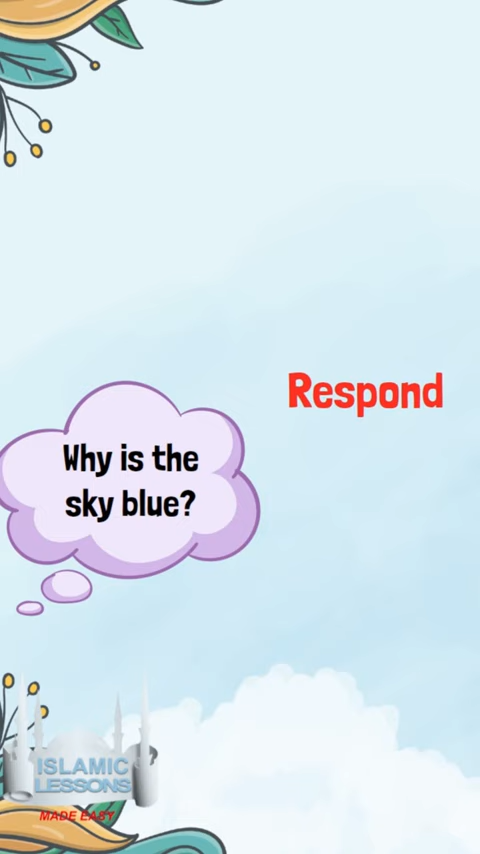 Respond
Why is the
sky blue?
ISLAMIC
LESSONS
MADE EASY